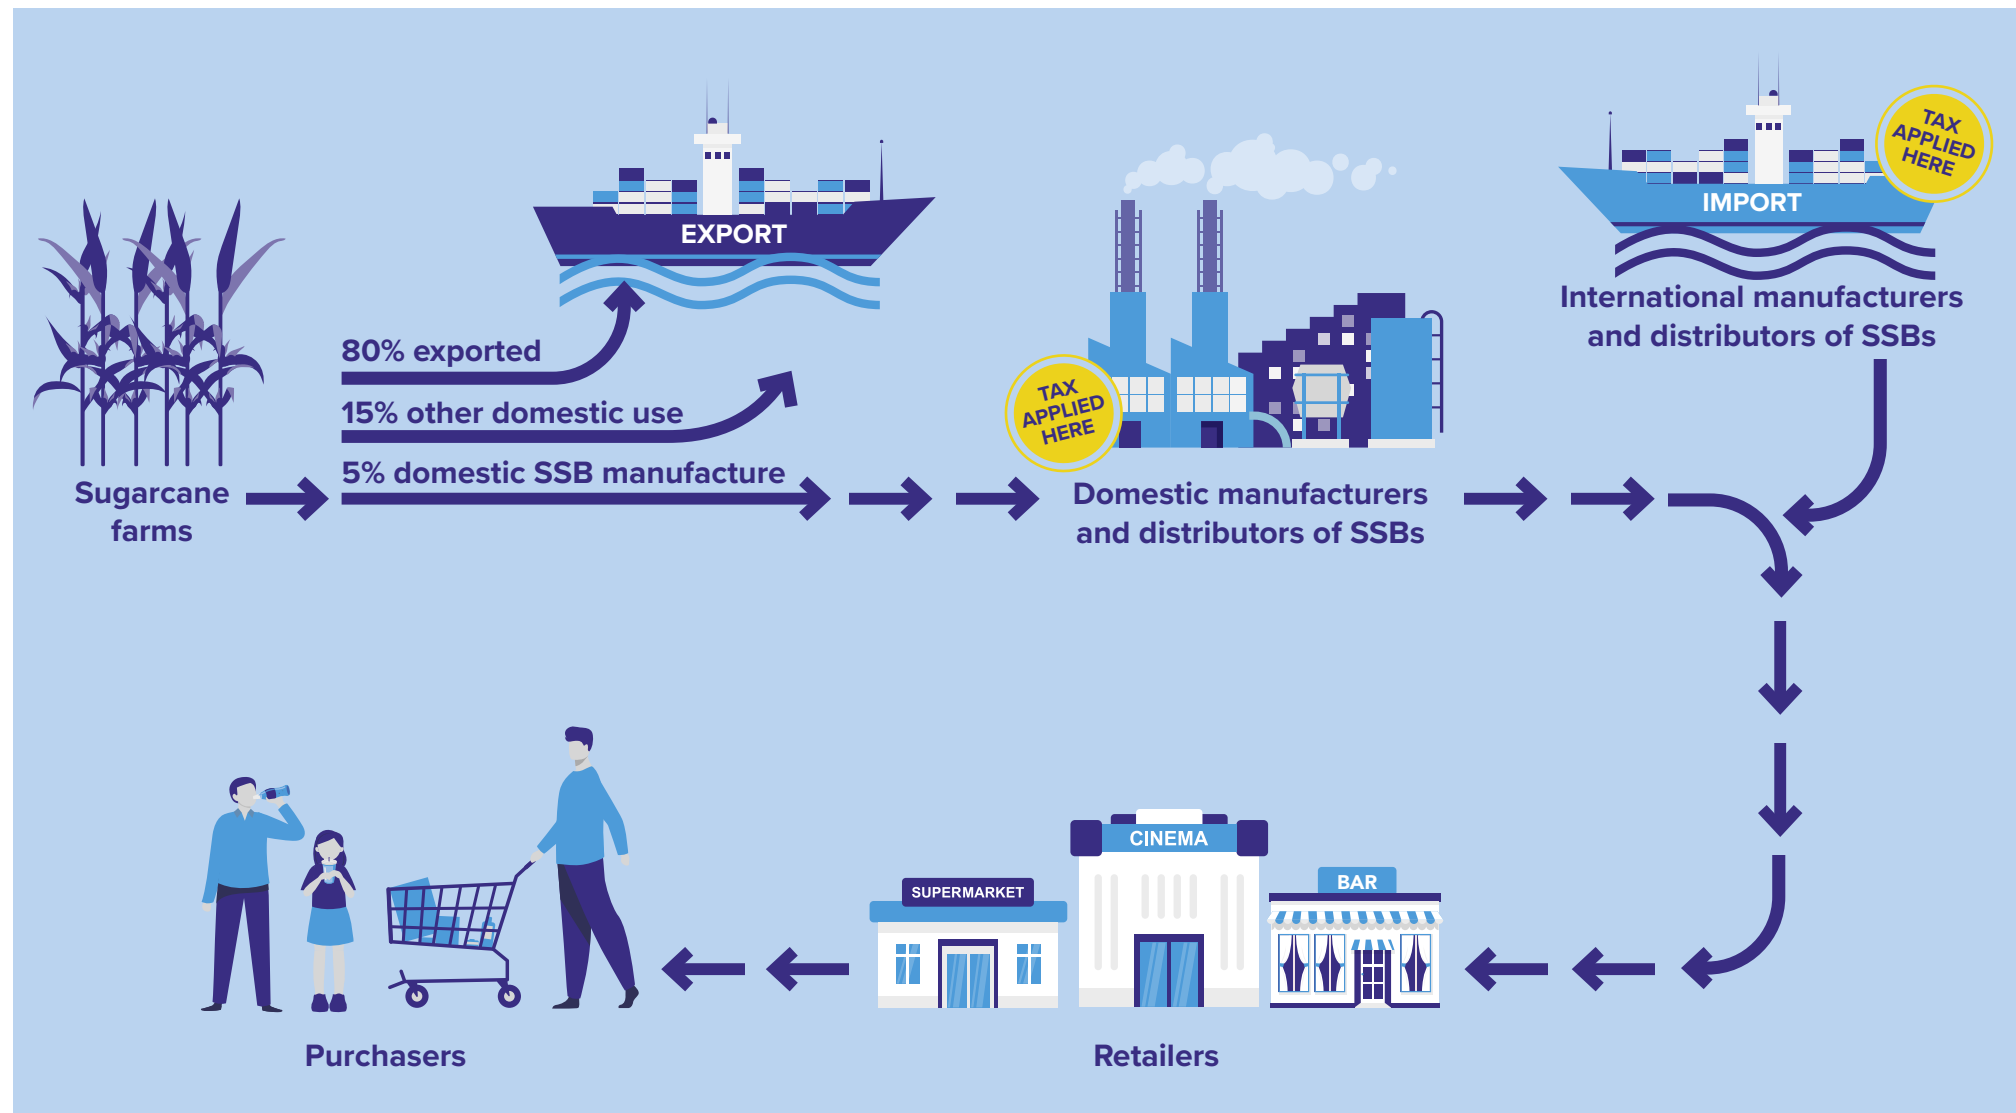 EXPORT
TAX
APPLIED
HERE
IMPORT
International manufacturers
and distributors of SSBs
80% exported
15% other domestic use
5% domestic SSB manufacture
TAX
APPLIED
HERE
Sugarcane
farms
Domestic manufacturers
and distributors of SSBs
CINEMA
SUPERMARKET
BAR
Purchasers
Retailers